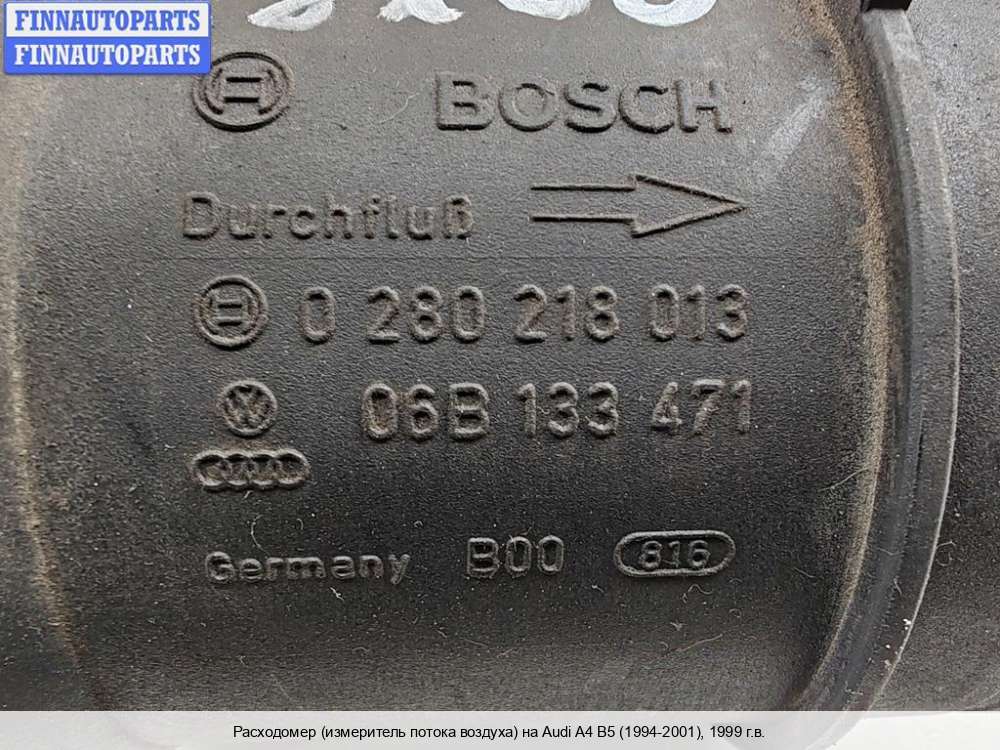 FINNAUTOPARTS
FINNAUTOPARTS
BOSCH
Durchfluß
0 280 218 013
06B 133 471
Germany B00 816
Расходомер (измеритель потока воздуха) на Audi A4 B5 (1994-2001), 1999 г.в.